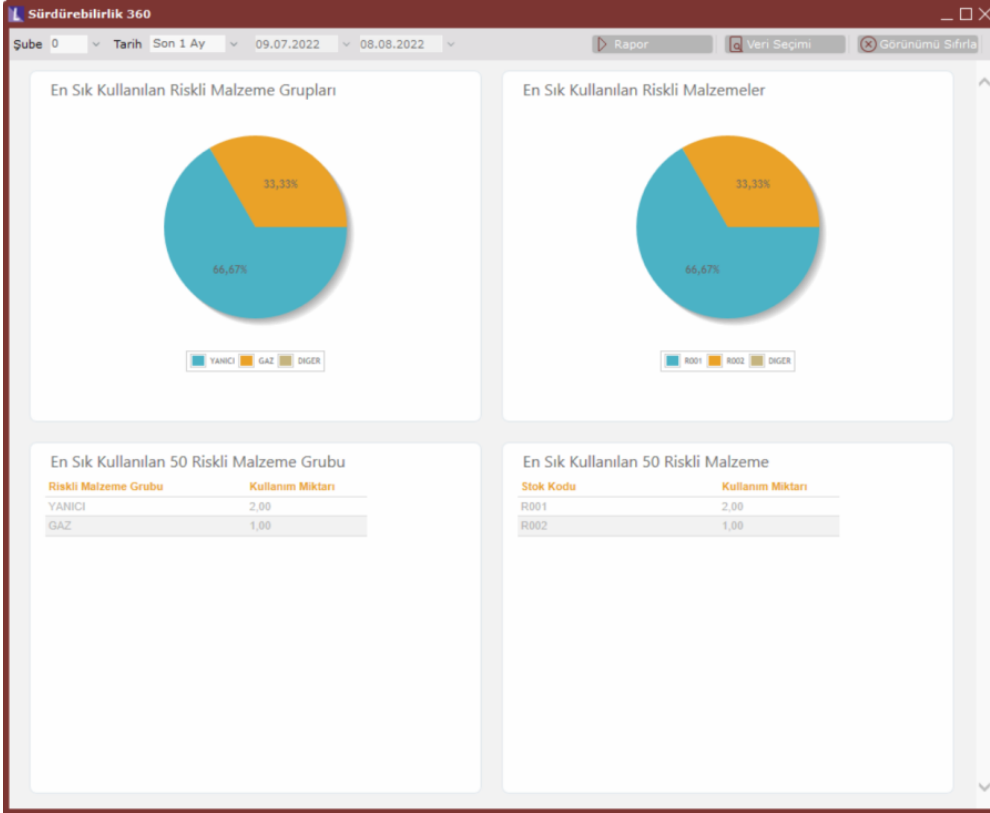 Sürdürebilirlik 360
Şube 0 Tarih Son 1 Ay 09.07.2022 08.08.2022 Rapor Veri Seçimi Görünümü Sıfırla
En Sık Kullanılan Riskli Malzeme Grupları
33,33%
66,67%
YANICI GAZ DIGER
En Sık Kullanılan Riskli Malzemeler
33,33%
66,67%
R001 R002 DIGER
En Sık Kullanılan 50 Riskli Malzeme Grubu
Riskli Malzeme Grubu Kullanım Miktarı
YANICI 2,00
GAZ 1,00
En Sık Kullanılan 50 Riskli Malzeme
Stok Kodu Kullanım Miktarı
R001 2,00
R002 1,00